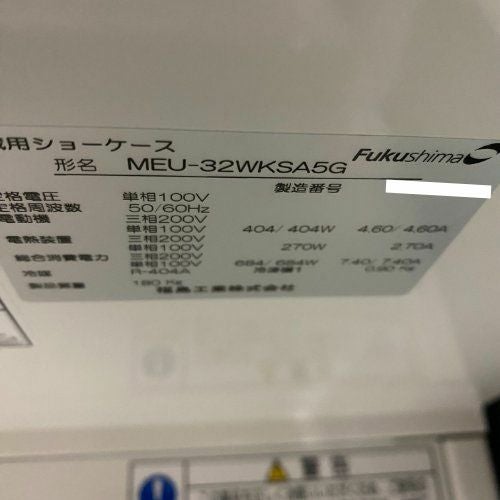 用ショーケース
形名 MEU-32WKSA5G Fukushima
製造番号
定格電圧 単相100V
定格周波数 50/60Hz
電動機 三相200V
単相100V 404/404W 4.60/4.60A
電熱装置 三相200V
単相100V 270W 2.70A
総合消費電力 三相200V
単相100V 684/684W 7.40/7.40A
冷媒 R-404A 冷凍機1 0.90Kg
製品質量 180Kg 福島工業株式会社
警告